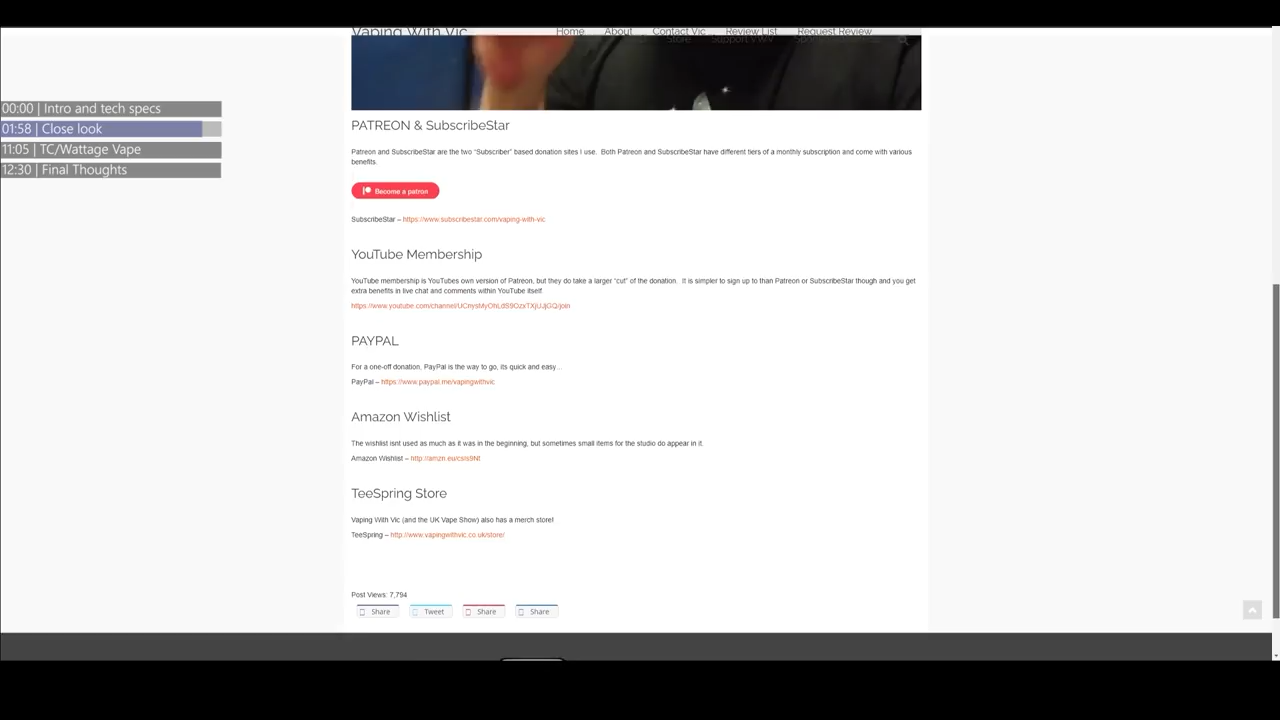 Vaping With Vic
Home About Contact Vic Review List Request Review
Store Support VWV
00:00 | Intro and tech specs
01:58 | Close look
11:05 | TC/Wattage Vape
12:30 | Final Thoughts
PATREON & SubscribeStar
Patreon and SubscribeStar are the two "Subscriber" based donation sites I use. Both Patreon and SubscribeStar have different tiers of a monthly subscription and come with various
benefits.
Become a patron
SubscribeStar – https://www.subscribestar.com/vaping-with-vic
YouTube Membership
YouTube membership is YouTubes own version of Patreon, but they do take a larger "cut" of the donation. It is simpler to sign up to than Patreon or SubscribeStar though and you get
extra benefits in live chat and comments within YouTube itself.
PAYPAL
For a one-off donation, PayPal is the way to go, its quick and easy...
PayPal – https://www.paypal.me/vapingwithvic
Amazon Wishlist
The wishlist isnt used as much as it was in the beginning, but sometimes small items for the studio do appear in it.
Amazon Wishlist –
TeeSpring Store
Vaping With Vic (and the UK Vape Show) also has a merch store!
TeeSpring – http://www.vapingwithvic.co.uk/store/
Post Views: 7,794
Share Tweet Share Share